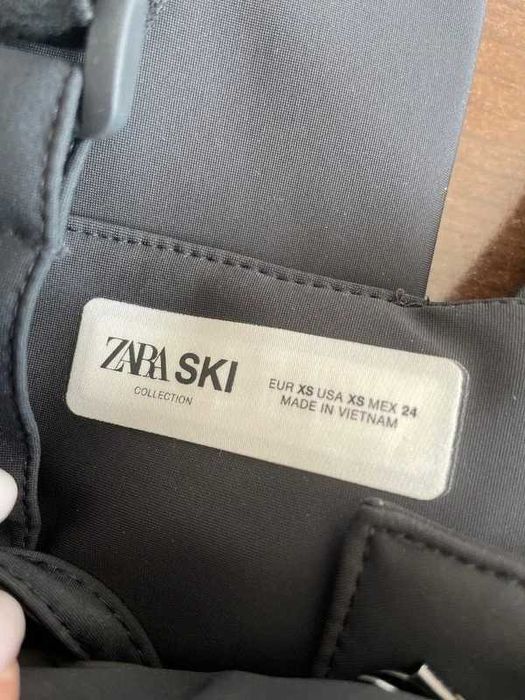 ZARA SKI
COLLECTION
EUR XS USA XS MEX 24
MADE IN VIETNAM